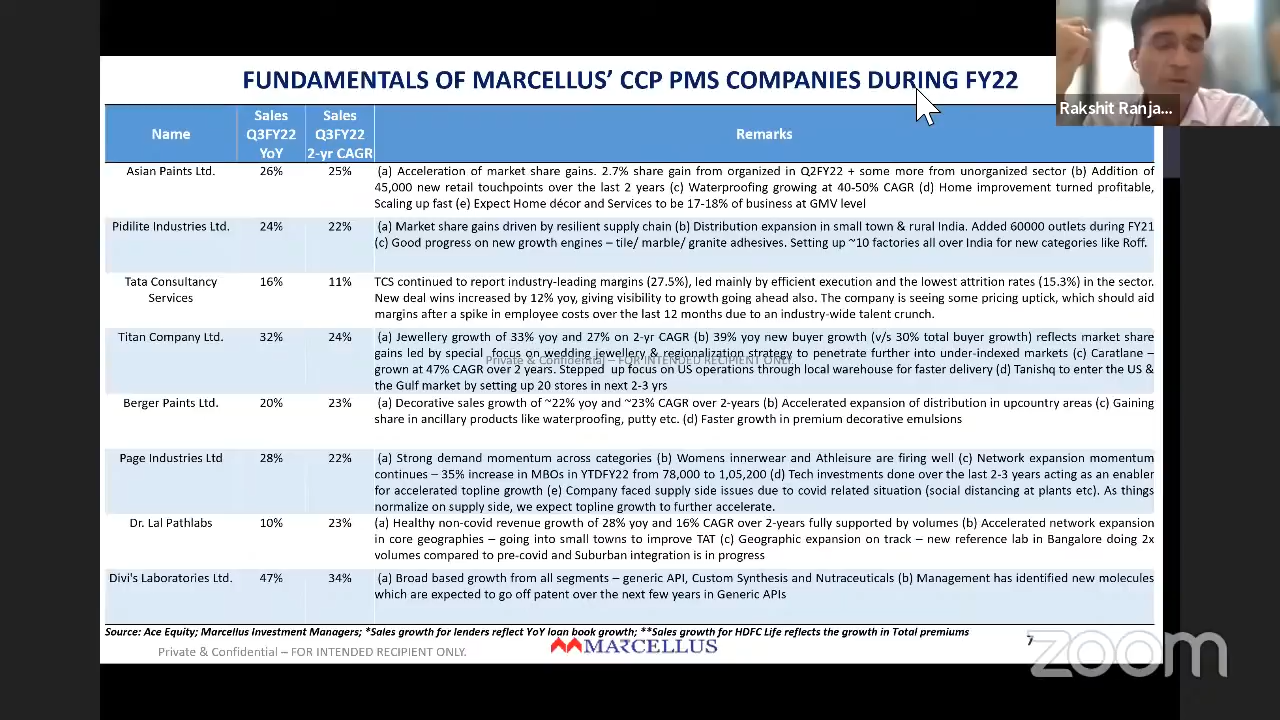 FUNDAMENTALS OF MARCELLUS' CCP PMS COMPANIES DURING FY22
Rakshit Ranja...
Name
Sales
Q3FY22
YoY
Sales
Q3FY22
2-yr CAGR
Remarks
Asian Paints Ltd.
26%
25%
(a) Acceleration of market share gains. 2.7% share gain from organized in Q2FY22 + some more from unorganized sector (b) Addition of
45,000 new retail touchpoints over the last 2 years (c) Waterproofing growing at 40-50% CAGR (d) Home improvement turned profitable,
Scaling up fast (e) Expect Home décor and Services to be 17-18% of business at GMV level
Pidilite Industries Ltd.
24%
22%
(a) Market share gains driven by resilient supply chain (b) Distribution expansion in small town & rural India. Added 60000 outlets during FY21
(c) Good progress on new growth engines – tile/ marble/ granite adhesives. Setting up ~10 factories all over India for new categories like Roff.
Tata Consultancy
Services
16%
11%
TCS continued to report industry-leading margins (27.5%), led mainly by efficient execution and the lowest attrition rates (15.3%) in the sector.
New deal wins increased by 12% yoy, giving visibility to growth going ahead also. The company is seeing some pricing uptick, which should aid
margins after a spike in employee costs over the last 12 months due to an industry-wide talent crunch.
Titan Company Ltd.
32%
24%
(a) Jewellery growth of 33% yoy and 27% on 2-yr CAGR (b) 39% yoy new buyer growth (v/s 30% total buyer growth) reflects market share
gains led by special focus on wedding jewellery & regionalization strategy to penetrate further into under-indexed markets (c) Caratlane –
Private & Confidential – FOR INTENDED RECIPIENT ONLY.
grown at 47% CAGR over 2 years. Stepped up focus on US operations through local warehouse for faster delivery (d) Tanishq to enter the US &
the Gulf market by setting up 20 stores in next 2-3 yrs
Berger Paints Ltd.
20%
23%
(a) Decorative sales growth of ~22% yoy and ~23% CAGR over 2-years (b) Accelerated expansion of distribution in upcountry areas (c) Gaining
share in ancillary products like waterproofing, putty etc. (d) Faster growth in premium decorative emulsions
Page Industries Ltd
28%
22%
(a) Strong demand momentum across categories (b) Womens innerwear and Athleisure are firing well (c) Network expansion momentum
continues – 35% increase in MBOs in YTDFY22 from 78,000 to 1,05,200 (d) Tech investments done over the last 2-3 years acting as an enabler
for accelerated topline growth (e) Company faced supply side issues due to covid related situation (social distancing at plants etc). As things
normalize on supply side, we expect topline growth to further accelerate.
Dr. Lal Pathlabs
10%
23%
(a) Healthy non-covid revenue growth of 28% yoy and 16% CAGR over 2-years fully supported by volumes (b) Accelerated network expansion
in core geographies – going into small towns to improve TAT (c) Geographic expansion on track – new reference lab in Bangalore doing 2x
volumes compared to pre-covid and Suburban integration is in progress
Divi's Laboratories Ltd.
47%
34%
(a) Broad based growth from all segments – generic API, Custom Synthesis and Nutraceuticals (b) Management has identified new molecules
which are expected to go off patent over the next few years in Generic APIs
Source: Ace Equity; Marcellus Investment Managers; *Sales growth for lenders reflect YoY loan book growth; **Sales growth for HDFC Life reflects the growth in Total premiums
Private & Confidential – FOR INTENDED RECIPIENT ONLY.
MARCELLUS
7
zoom